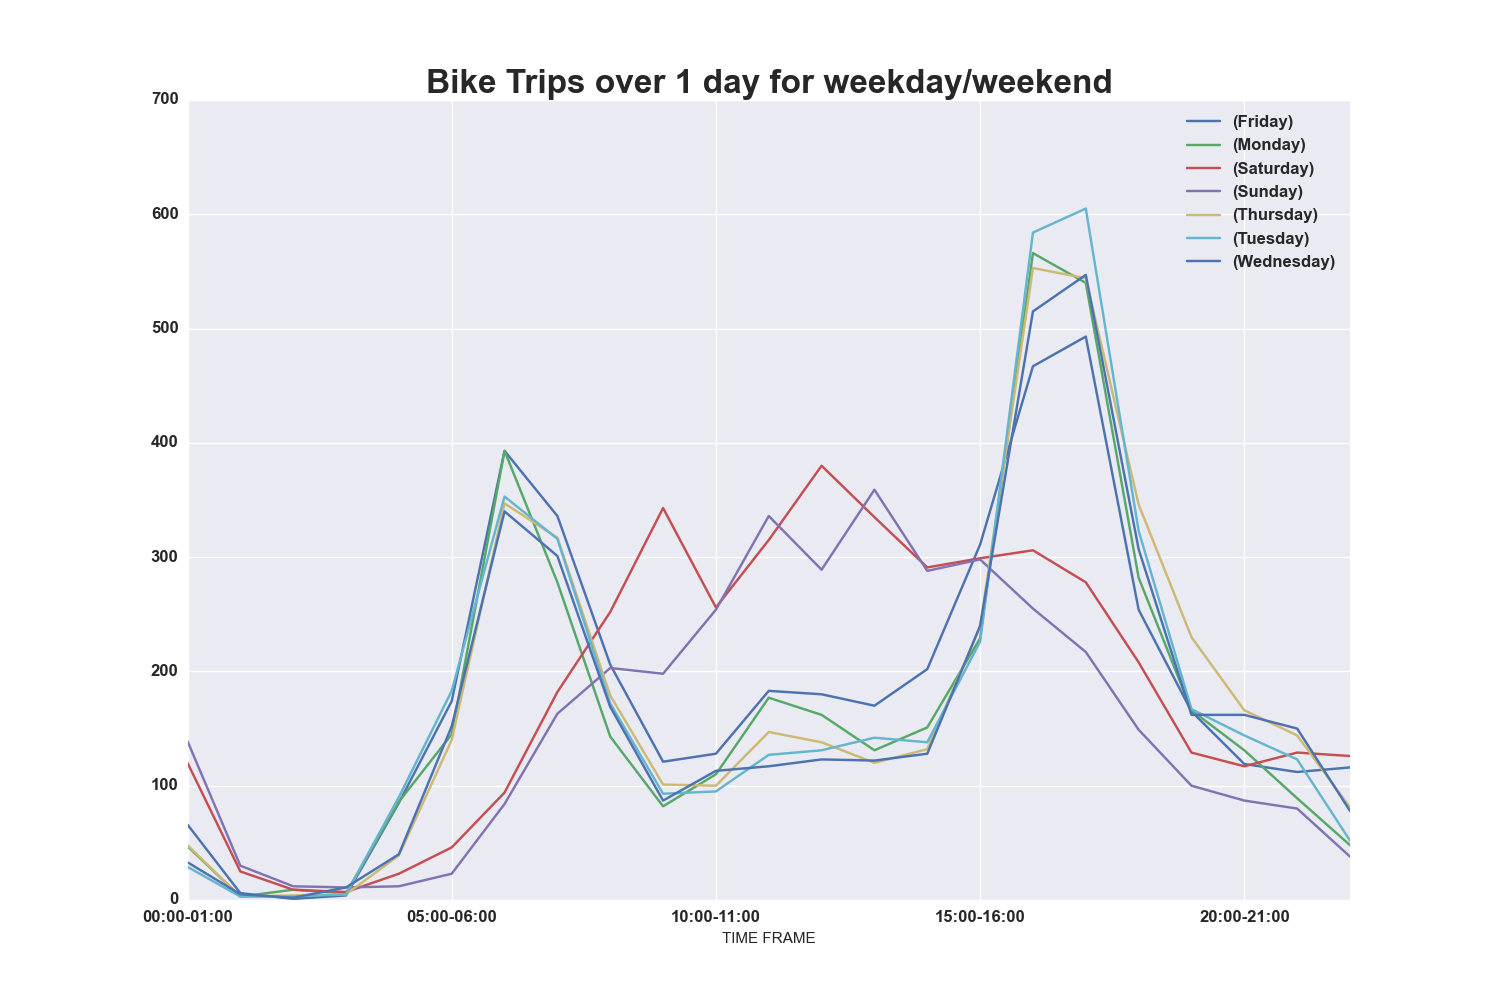 Bike Trips over 1 day for weekday/weekend
700
600
500
400
300
200
100
0
(Friday)
(Monday)
(Saturday)
(Sunday)
(Thursday)
(Tuesday)
(Wednesday)
00:00-01:00 05:00-06:00 10:00-11:00 15:00-16:00 20:00-21:00
TIME FRAME